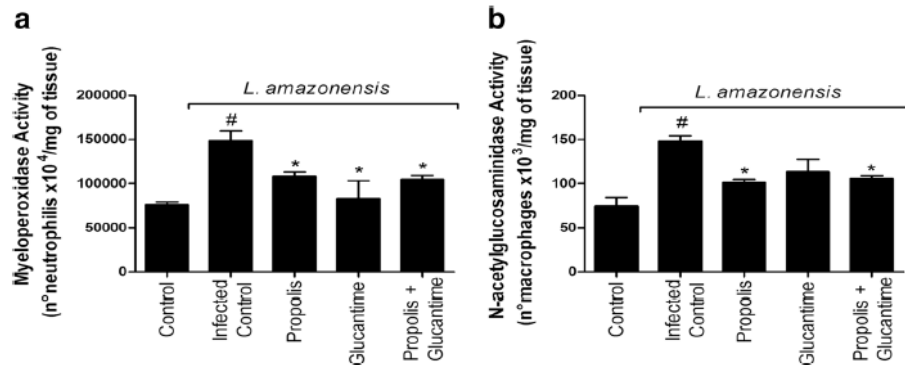 a
Myeloperoxidase Activity
(n°neutrophilis x10⁴/mg of tissue)
L. amazonensis
200000
150000
100000
50000
0
#
*
*
*
Control
Infected
Control
Propolis
Glucantime
Propolis +
Glucantime
b
N-acetylglucosaminidase Activity
(n°macrophages x10³/mg of tissue)
L. amazonensis
200
150
100
50
0
#
*
*
Control
Infected
Control
Propolis
Glucantime
Propolis +
Glucantime